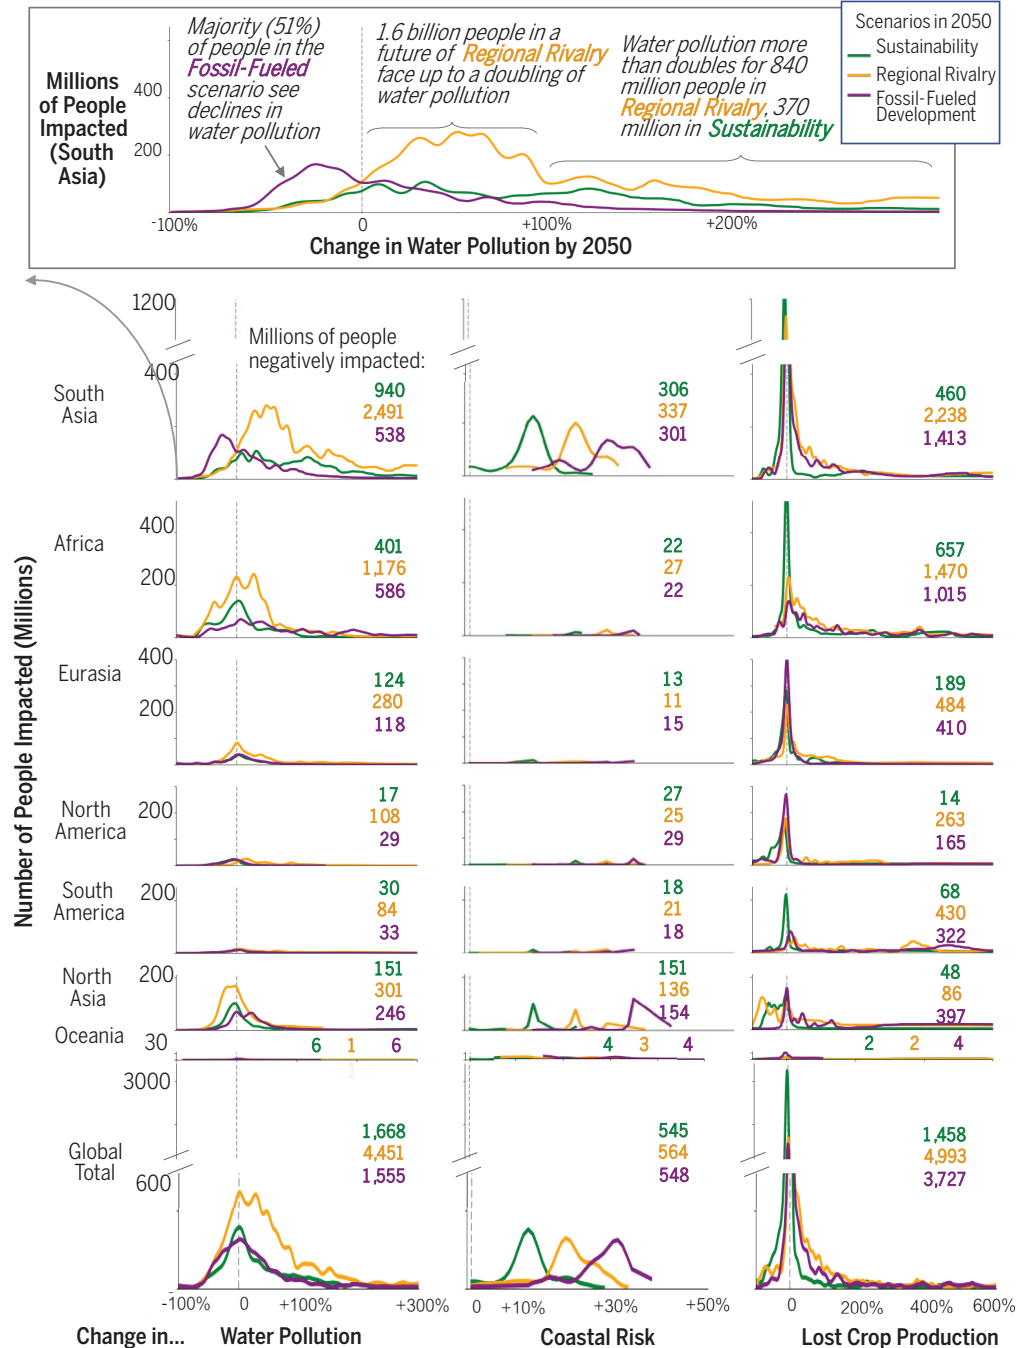 Majority (51%)
of people in the
Fossil-Fueled
scenario see
declines in
water pollution
1.6 billion people in a
future of Regional Rivalry
face up to a doubling of
water pollution
Water pollution more
than doubles for 840
million people in
Regional Rivalry, 370
million in Sustainability
Scenarios in 2050
Sustainability
Regional Rivalry
Fossil-Fueled
Development
Millions
of People
Impacted
(South
Asia)
400
200
-100%
0
+100%
+200%
Change in Water Pollution by 2050
Millions of people
negatively impacted:
Number of People Impacted (Millions)
1200
400
South
Asia
940
2,491
538
306
337
301
460
2,238
1,413
400
200
Africa
401
1,176
586
22
27
22
657
1,470
1,015
400
200
Eurasia
124
280
118
13
11
15
189
484
410
200
North
America
17
108
29
27
25
29
14
263
165
200
South
America
30
84
33
18
21
18
68
430
322
200
North
Asia
151
301
246
151
136
154
48
86
397
Oceania
30
6 1 6
1
4 3 4
2 2 4
3000
600
Global
Total
1,668
4,451
1,555
545
564
548
1,458
4,993
3,727
-100% 0 +100% +300%
0 +10% +30% +50%
0 200% 400% 600%
Change in... Water Pollution Coastal Risk Lost Crop Production